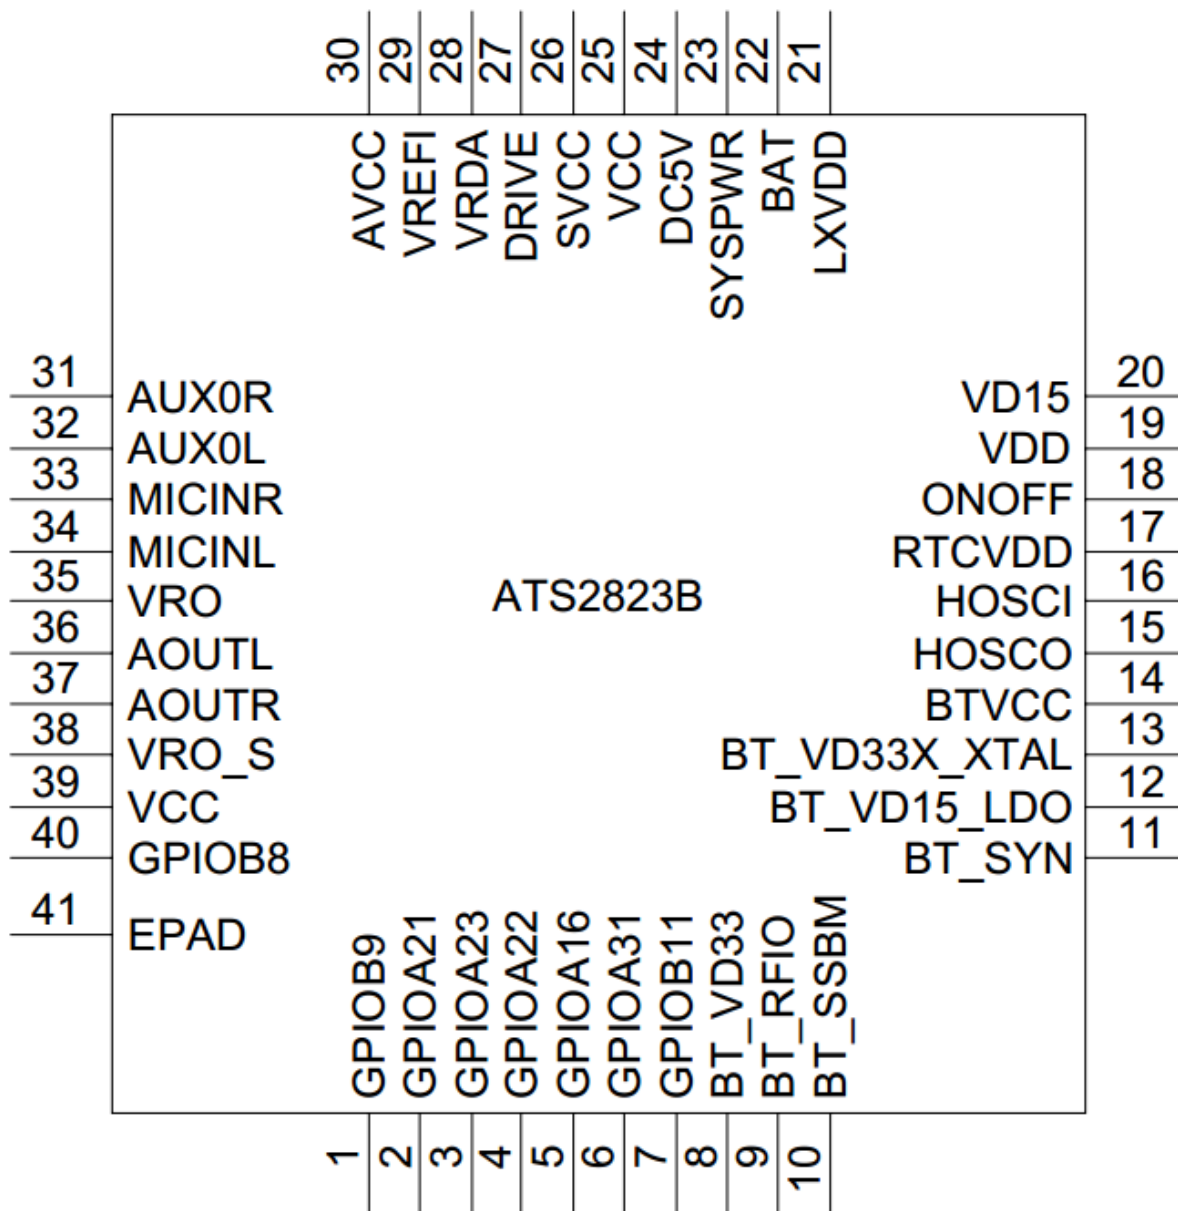 30 29 28 27 26 25 24 23 22 21
AVCC VREFI VRDA DRIVE SVCC VCC DC5V SYSPWR BAT LXVDD
31 AUX0R VD15 20
32 AUX0L VDD 19
33 MICINR ONOFF 18
34 MICINL RTCVDD 17
35 VRO ATS2823B HOSCI 16
36 AOUTL HOSCO 15
37 AOUTR BTVCC 14
38 VRO_S BT_VD33X_XTAL 13
39 VCC BT_VD15_LDO 12
40 GPIOB8 BT_SYN 11
41 EPAD
GPIOB9 GPIOA21 GPIOA23 GPIOA22 GPIOA16 GPIOA31 GPIOB11 BT_VD33 BT_RFIO BT_SSBM
1 2 3 4 5 6 7 8 9 10